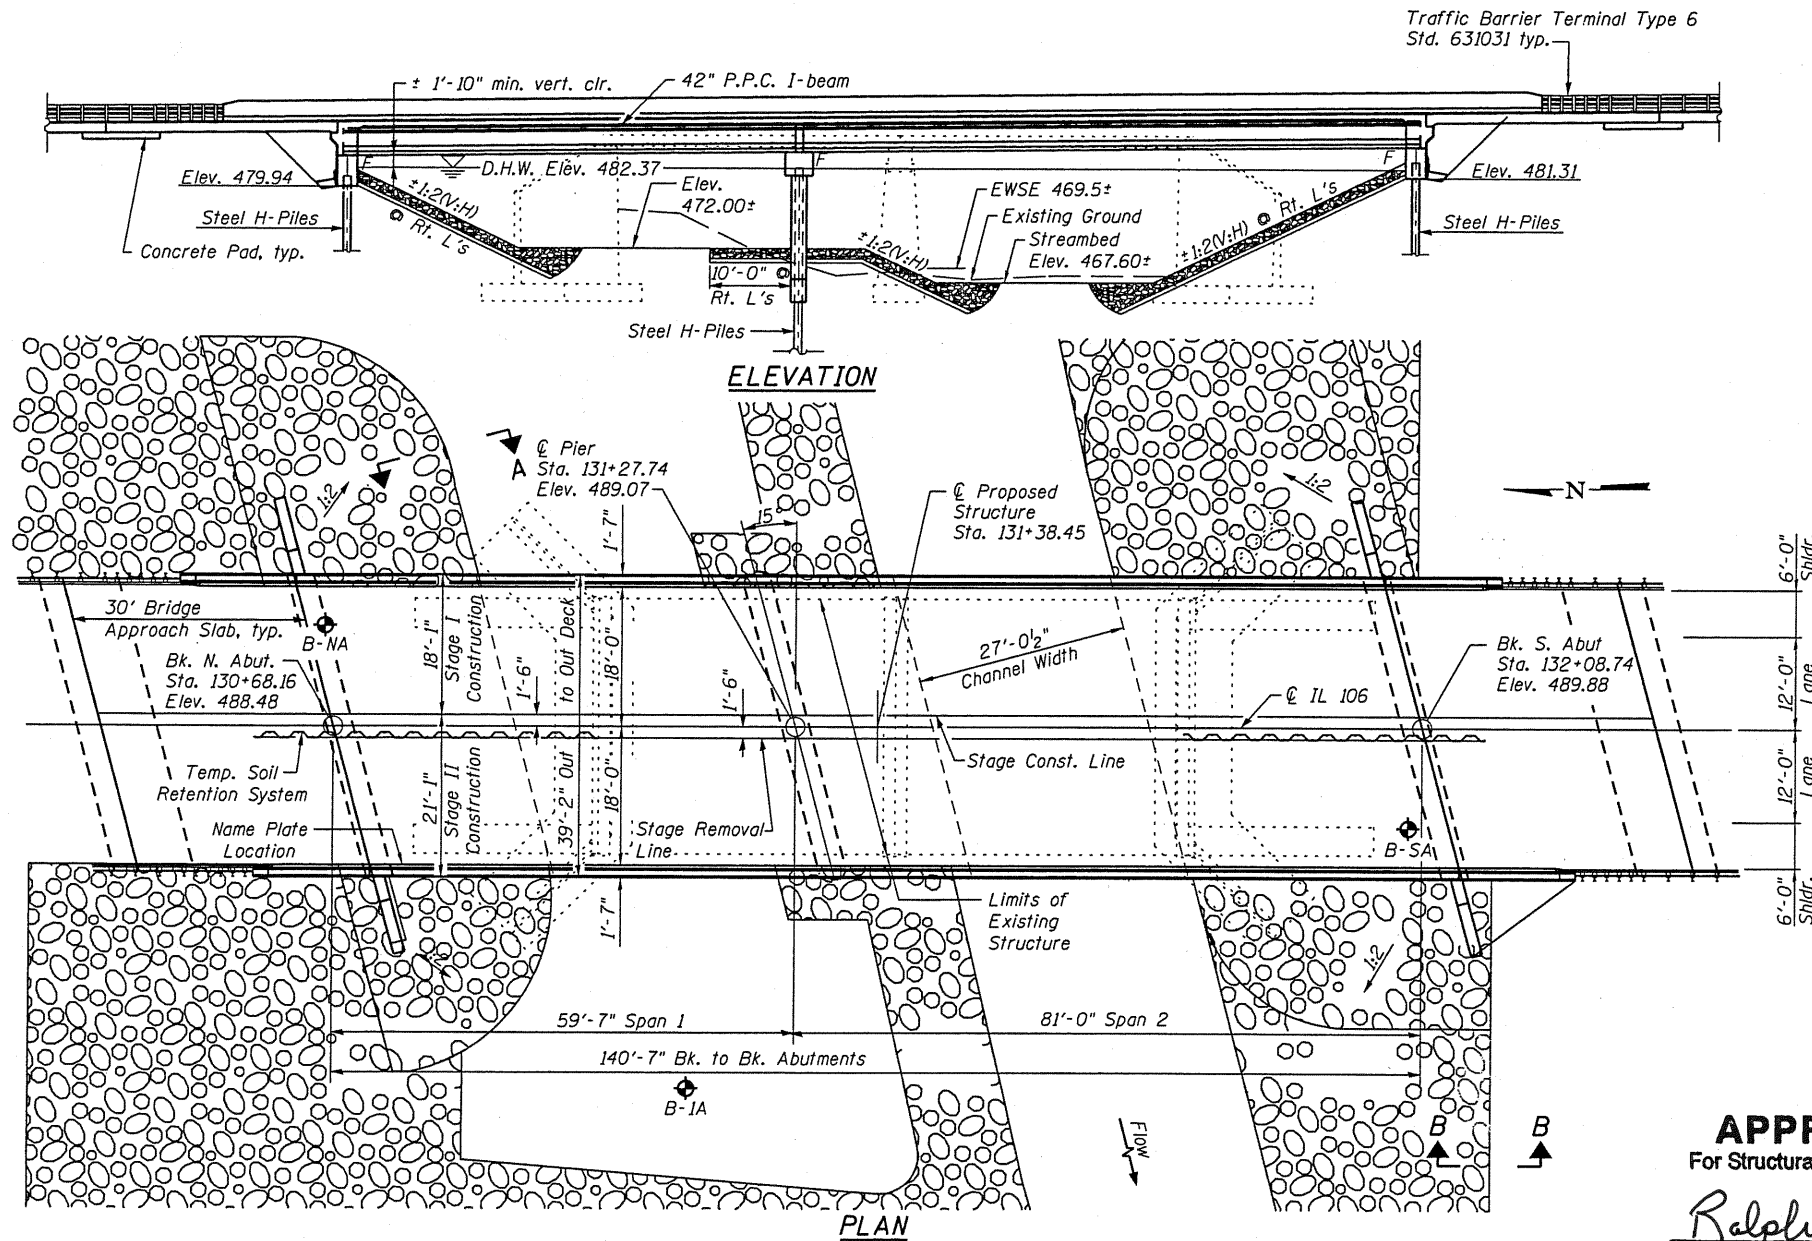 Traffic Barrier Terminal Type 6
Std. 631031 typ.
± 1'-10" min. vert. clr.
42" P.P.C. I-beam
F
D.H.W. Elev. 482.37
F
F
Elev. 479.94
Elev. 481.31
±1:2(V:H)
@ Rt. L's
Elev.
472.00±
EWSE 469.5±
Existing Ground
Streambed
Elev. 467.60±
±1:2(V:H)
±1:2(V:H)
@ Rt. L's
Steel H-Piles
Steel H-Piles
Concrete Pad, typ.
10'-0" @
Rt. L's
Steel H-Piles
ELEVATION
A
℄ Pier
Sta. 131+27.74
Elev. 489.07
15°
℄ Proposed
Structure
Sta. 131+38.45
N
1:2
1:2
1'-7"
6'-0"
Shldr.
12'-0"
Lane
12'-0"
Lane
6'-0"
Shldr.
30' Bridge
Approach Slab, typ.
B-NA
Bk. N. Abut.
Sta. 130+68.16
Elev. 488.48
18'-1"
Stage I
Construction
1'-6"
39'-2" Out to Out Deck
18'-0"
1'-6"
27'-0½"
Channel Width
℄ IL 106
Bk. S. Abut
Sta. 132+08.74
Elev. 489.88
Temp. Soil
Retention System
21'-1"
Stage II
Construction
18'-0"
Stage Const. Line
Name Plate
Location
Stage Removal
Line
B-SA
Limits of
Existing
Structure
1'-7"
1:2
1:2
59'-7" Span 1
81'-0" Span 2
140'-7" Bk. to Bk. Abutments
B-1A
Flow
B
B
PLAN
APP
For Structura
Ralph